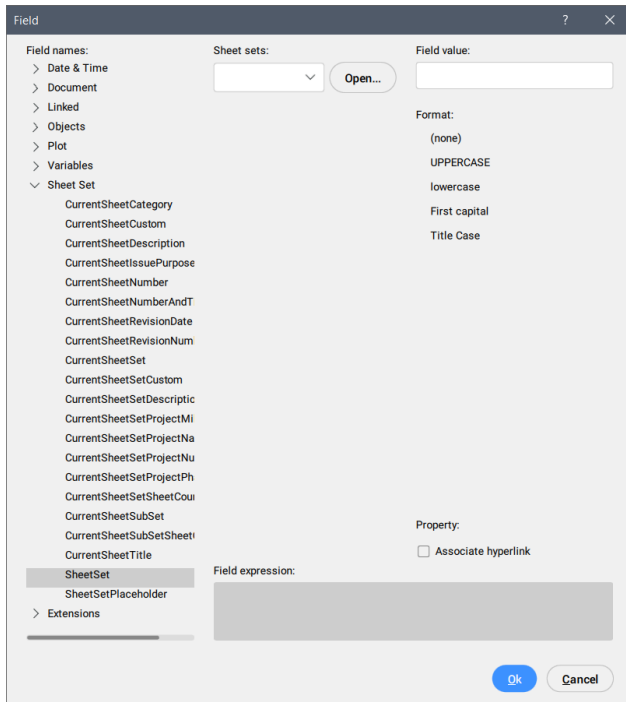 Field
Field names:
Date & Time
Document
Linked
Objects
Plot
Variables
Sheet Set
CurrentSheetCategory
CurrentSheetCustom
CurrentSheetDescription
CurrentSheetIssuePurpose
CurrentSheetNumber
CurrentSheetNumberAndT
CurrentSheetRevisionDate
CurrentSheetRevisionNum
CurrentSheetSet
CurrentSheetSetCustom
CurrentSheetSetDescriptic
CurrentSheetSetProjectMi
CurrentSheetSetProjectNa
CurrentSheetSetProjectNu
CurrentSheetSetProjectPh
CurrentSheetSetSheetCou
CurrentSheetSubSet
CurrentSheetSubSetSheet
CurrentSheetTitle
SheetSet
SheetSetPlaceholder
Extensions
Sheet sets:
Open...
Field value:
Format:
(none)
UPPERCASE
lowercase
First capital
Title Case
Property:
Associate hyperlink
Field expression:
Ok
Cancel